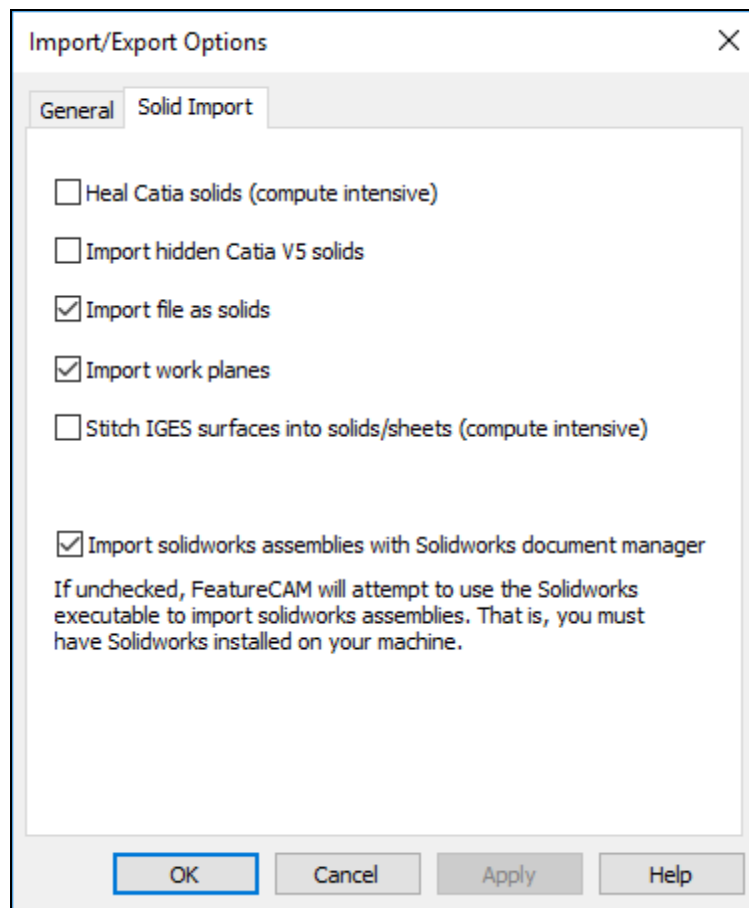 Import/Export Options
General
Solid Import
Heal Catia solids (compute intensive)
Import hidden Catia V5 solids
Import file as solids
Import work planes
Stitch IGES surfaces into solids/sheets (compute intensive)
Import solidworks assemblies with Solidworks document manager
If unchecked, FeatureCAM will attempt to use the Solidworks
executable to import solidworks assemblies. That is, you must
have Solidworks installed on your machine.
OK
Cancel
Apply
Help